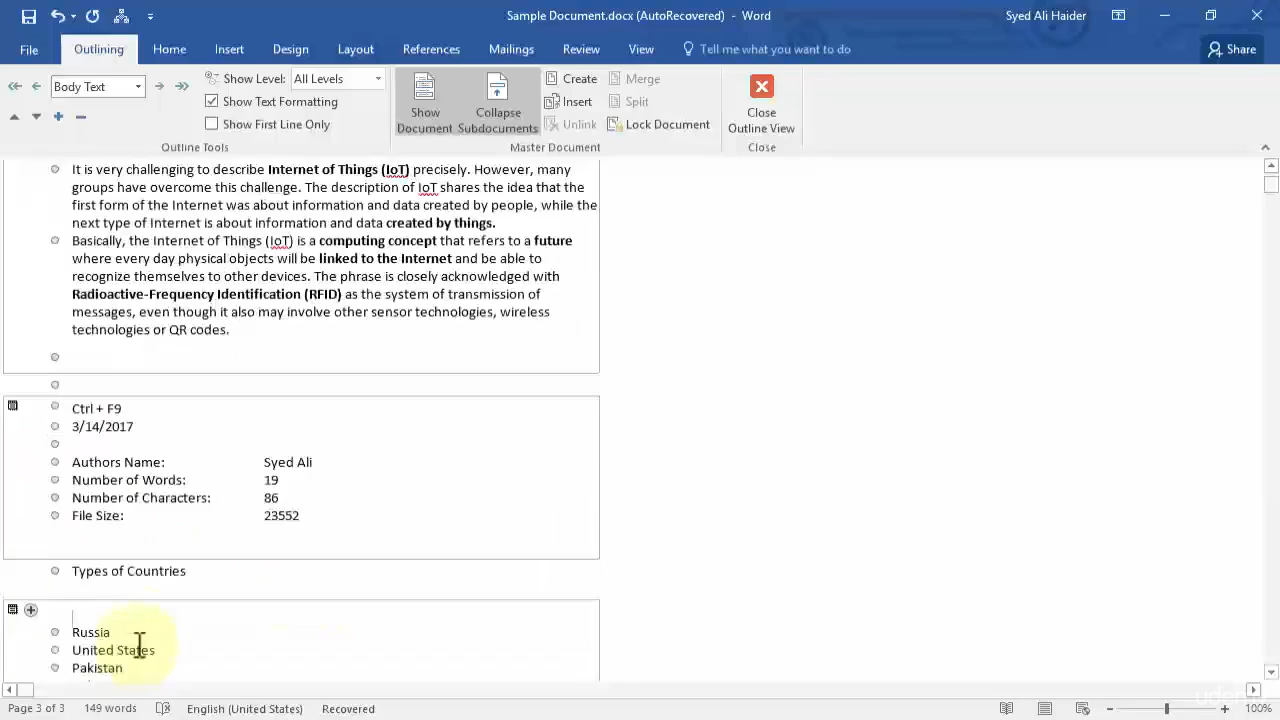 Sample Document.docx (AutoRecovered) - Word
Syed Ali Haider
File Outlining Home Insert Design Layout References Mailings Review View Tell me what you want to do Share
Body Text Show Level: All Levels
Show Text Formatting
Show First Line Only
Outline Tools
Show Document
Collapse Subdocuments
Create
Insert
Unlink
Merge
Split
Lock Document
Master Document
Close Outline View
Close
It is very challenging to describe Internet of Things (IoT) precisely. However, many
groups have overcome this challenge. The description of IoT shares the idea that the
first form of the Internet was about information and data created by people, while the
next type of Internet is about information and data created by things.
Basically, the Internet of Things (IoT) is a computing concept that refers to a future
where every day physical objects will be linked to the Internet and be able to
recognize themselves to other devices. The phrase is closely acknowledged with
Radioactive-Frequency Identification (RFID) as the system of transmission of
messages, even though it also may involve other sensor technologies, wireless
technologies or QR codes.
Ctrl + F9
3/14/2017
Authors Name: Syed Ali
Number of Words: 19
Number of Characters: 86
File Size: 23552
Types of Countries
Russia
United States
Pakistan
Page 3 of 3 149 words English (United States) Recovered 100%
udemy